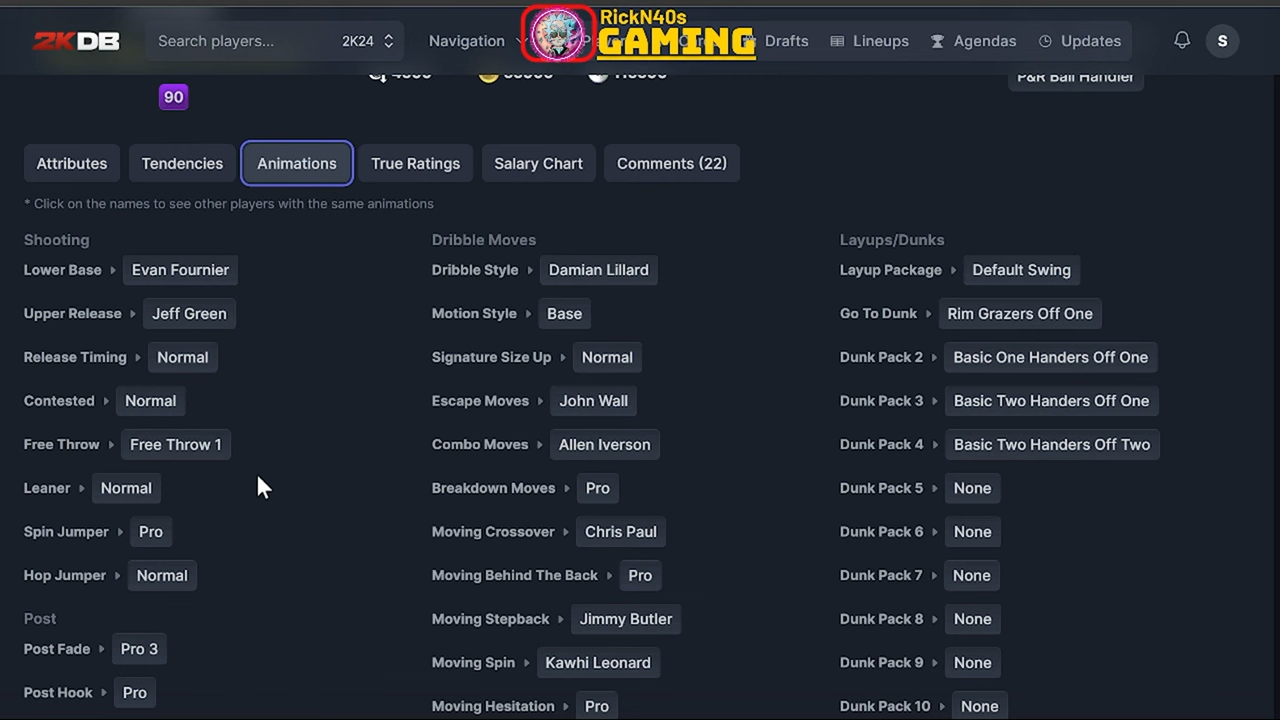 2KDB
Search players...
2K24
Navigation
RickN40s
GAMING
Drafts
Lineups
Agendas
Updates
S
90
P&R Ball Handler
Attributes
Tendencies
Animations
True Ratings
Salary Chart
Comments (22)
* Click on the names to see other players with the same animations
Shooting
Lower Base Evan Fournier
Upper Release Jeff Green
Release Timing Normal
Contested Normal
Free Throw Free Throw 1
Leaner Normal
Spin Jumper Pro
Hop Jumper Normal
Post
Post Fade Pro 3
Post Hook Pro
Dribble Moves
Dribble Style Damian Lillard
Motion Style Base
Signature Size Up Normal
Escape Moves John Wall
Combo Moves Allen Iverson
Breakdown Moves Pro
Moving Crossover Chris Paul
Moving Behind The Back Pro
Moving Stepback Jimmy Butler
Moving Spin Kawhi Leonard
Moving Hesitation Pro
Layups/Dunks
Layup Package Default Swing
Go To Dunk Rim Grazers Off One
Dunk Pack 2 Basic One Handers Off One
Dunk Pack 3 Basic Two Handers Off One
Dunk Pack 4 Basic Two Handers Off Two
Dunk Pack 5 None
Dunk Pack 6 None
Dunk Pack 7 None
Dunk Pack 8 None
Dunk Pack 9 None
Dunk Pack 10 None